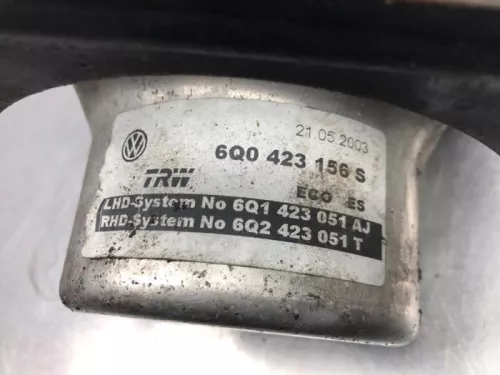 21.05.2003
6Q0 423 156 S
TRW
ECO ES
LHD-System No 6Q1 423 051 AJ
RHD-System No 6Q2 423 051 T